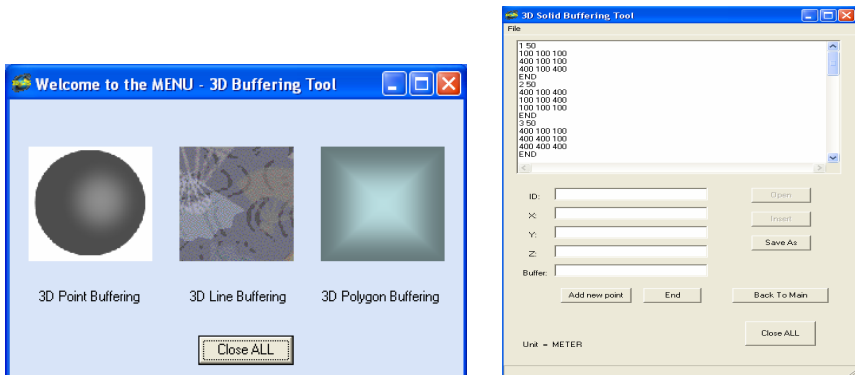 Welcome to the MENU - 3D Buffering Tool
3D Point Buffering
3D Line Buffering
3D Polygon Buffering
Close ALL
3D Solid Buffering Tool
File
1 50
100 100 100
400 100 100
400 100 400
END
2 50
400 100 400
100 100 400
100 100 100
END
3 50
400 100 100
400 400 100
400 400 400
END
ID:
Open
X:
Insert
Y:
Save As
Z:
Buffer:
Add new point
End
Back To Main
Close ALL
Unit = METER